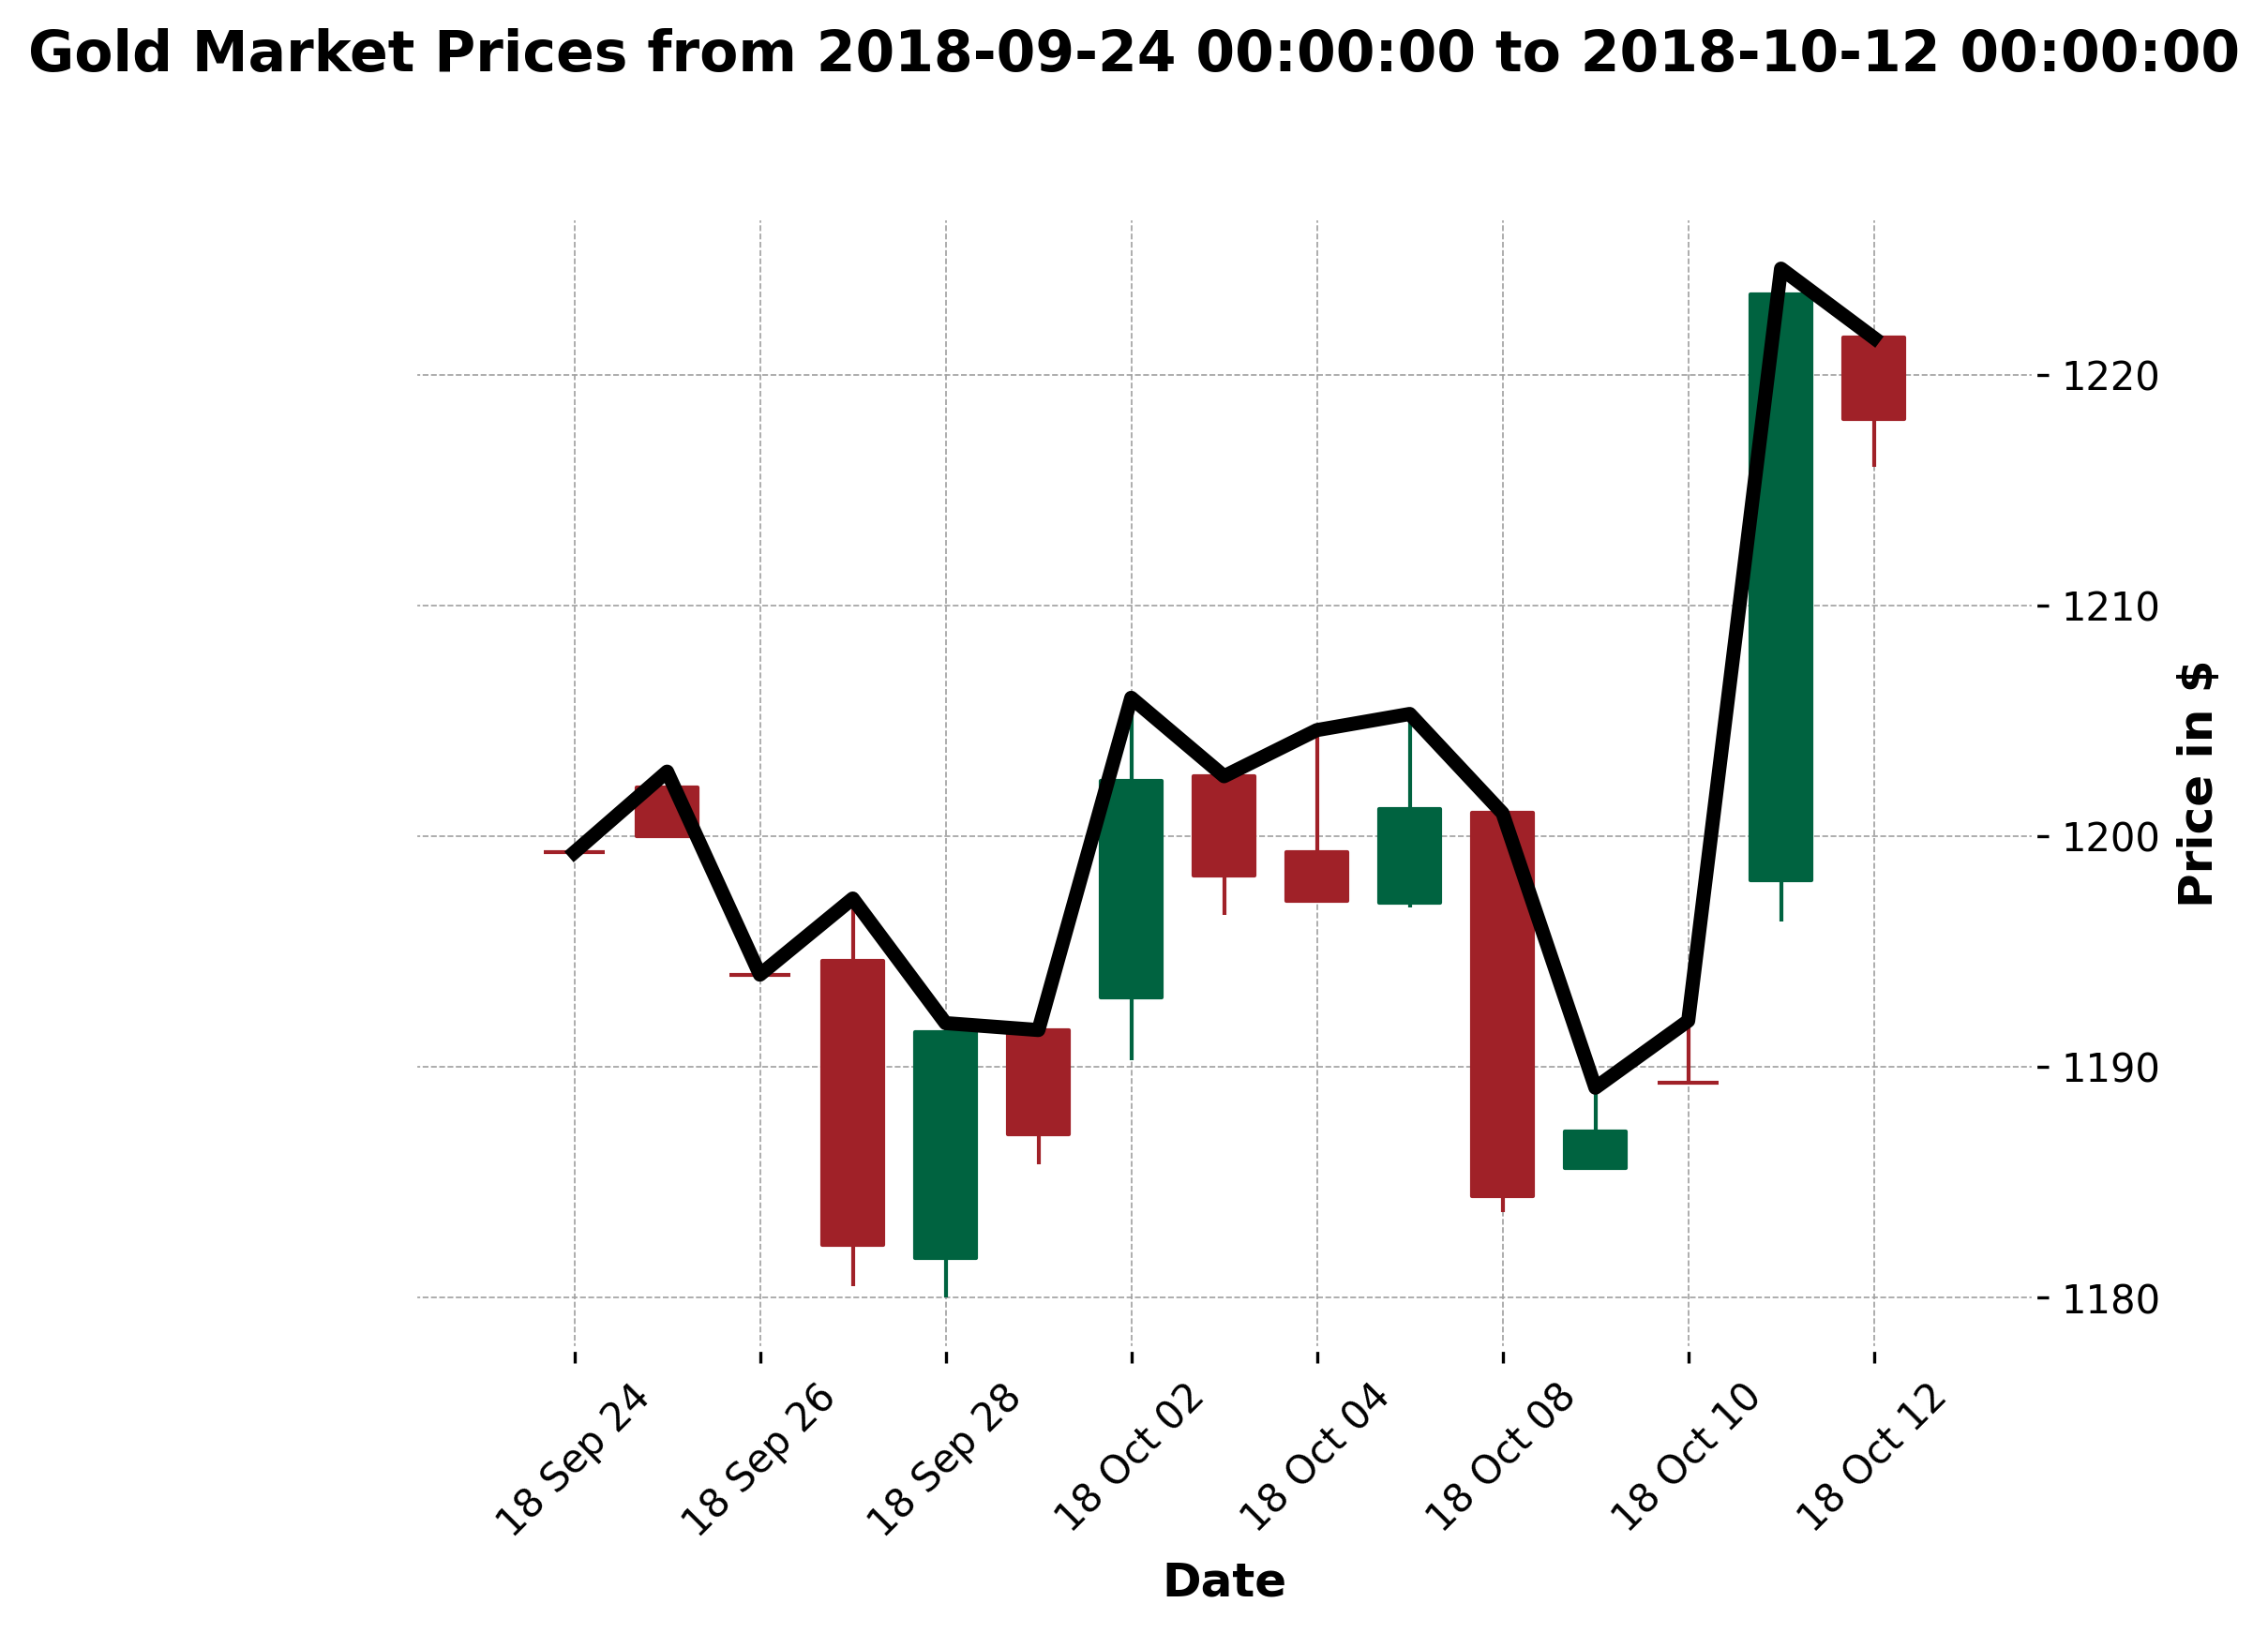 Gold Market Prices from 2018-09-24 00:00:00 to 2018-10-12 00:00:00
1220
1210
1200
1190
1180
Price in $
18 Sep 24
18 Sep 26
18 Sep 28
18 Oct 02
18 Oct 04
18 Oct 08
18 Oct 10
18 Oct 12
Date